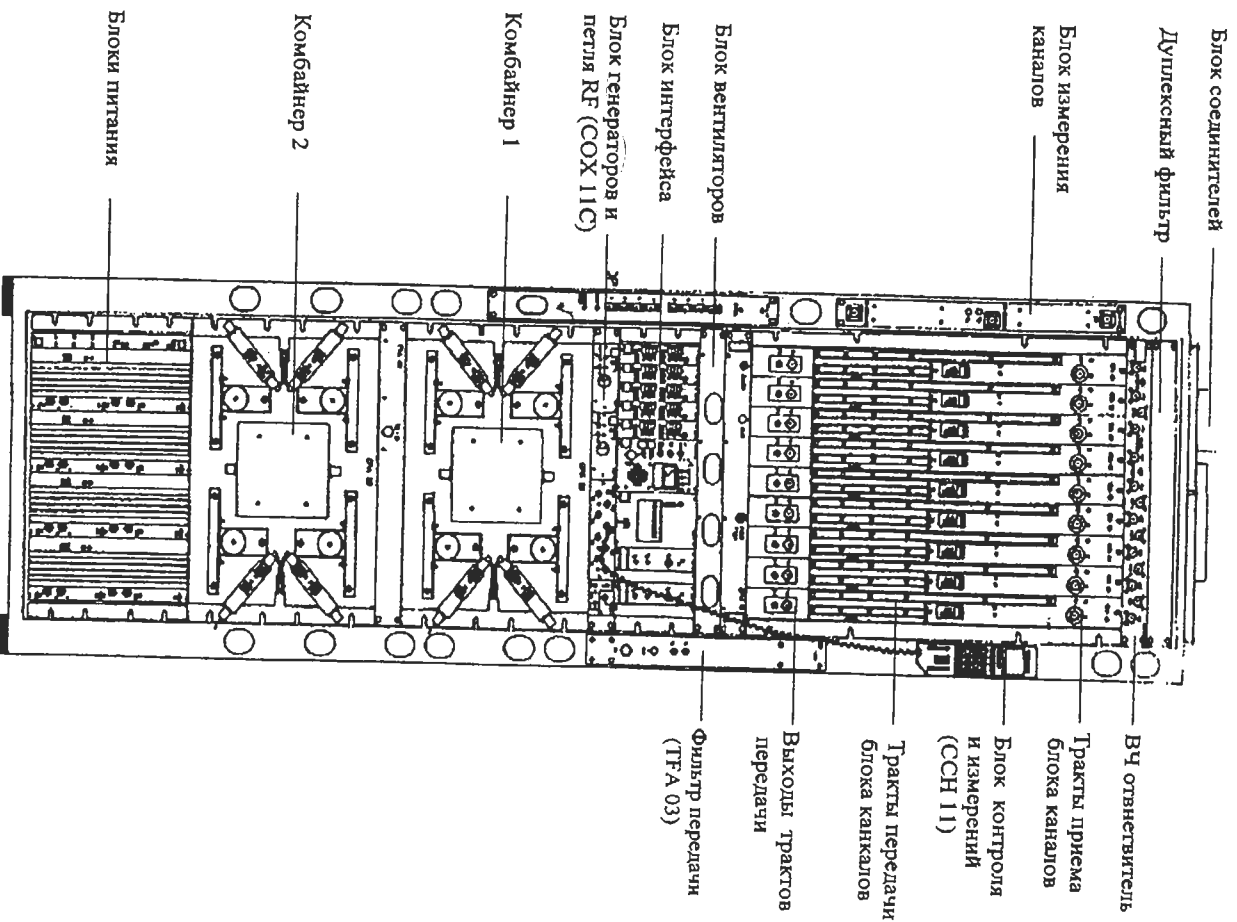 Блок соединителей
Дуплексный фильтр
Блок измерения
каналов
Блок вентиляторов
Блок интерфейса
Блок генераторов и
петля RF (COX 11C)
Комбайнер 1
Комбайнер 2
Блоки питания
ВЧ отвнетвитель
Тракты приема
блока каналов
Блок контроля
и измерений
(CCH 11)
Тракты передачи
блока канкалов
Выходы трактов
передачи
Фильтр передачи
(TFA 03)